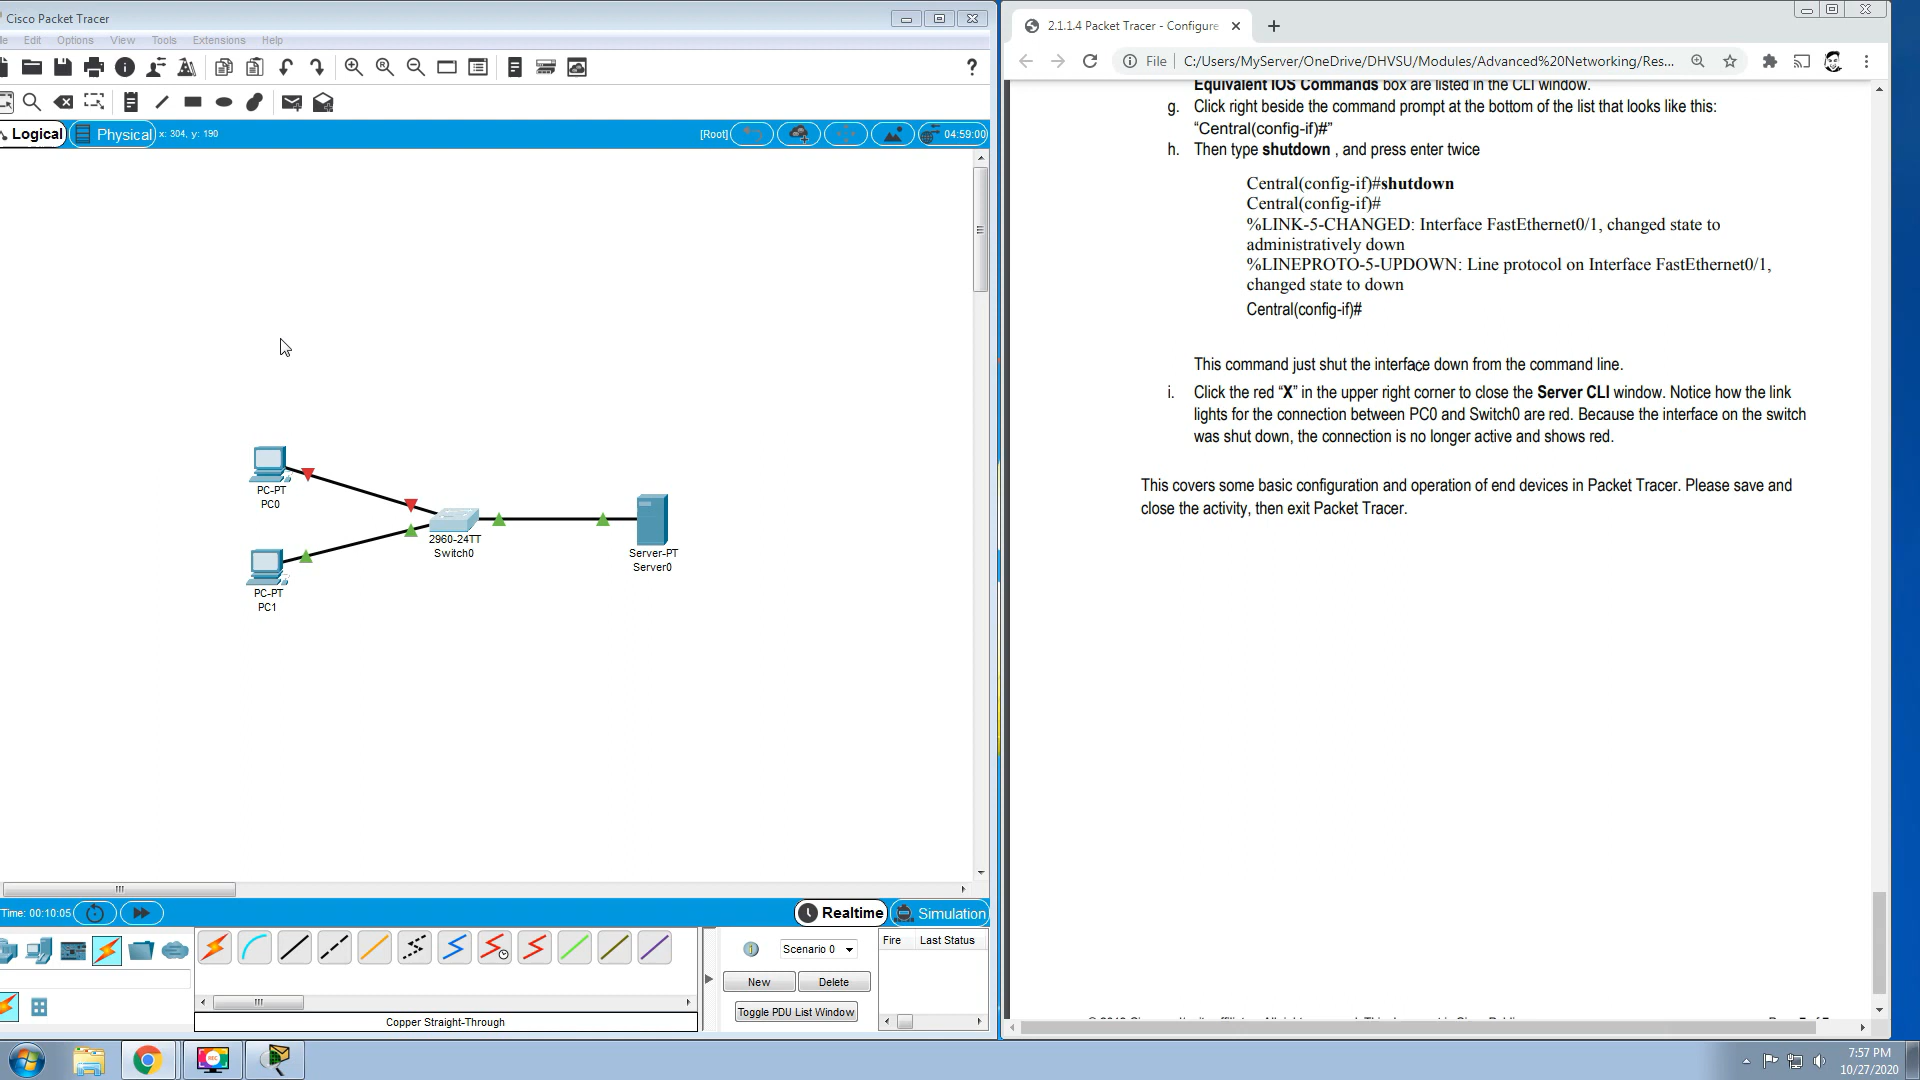 Cisco Packet Tracer
Edit Options View Tools Extensions Help
Logical Physical x: 304, y: 190 [Root] 04:59:00
PC-PT
PC0
2960-24TT
Switch0
Server-PT
Server0
PC-PT
PC1
Time: 00:10:05 Realtime Simulation
Scenario 0
New Delete
Toggle PDU List Window
Fire Last Status
Copper Straight-Through
2.1.1.4 Packet Tracer - Configure
File C:/Users/MyServer/OneDrive/DHVSU/Modules/Advanced%20Networking/Res...
Equivalent IOS Commands box are listed in the CLI window.
g. Click right beside the command prompt at the bottom of the list that looks like this:
“Central(config-if)#”
h. Then type shutdown , and press enter twice
Central(config-if)#shutdown
Central(config-if)#
%LINK-5-CHANGED: Interface FastEthernet0/1, changed state to
administratively down
%LINEPROTO-5-UPDOWN: Line protocol on Interface FastEthernet0/1,
changed state to down
Central(config-if)#
This command just shut the interface down from the command line.
i. Click the red “X” in the upper right corner to close the Server CLI window. Notice how the link
lights for the connection between PC0 and Switch0 are red. Because the interface on the switch
was shut down, the connection is no longer active and shows red.
This covers some basic configuration and operation of end devices in Packet Tracer. Please save and
close the activity, then exit Packet Tracer.
REC
7:57 PM
10/27/2020